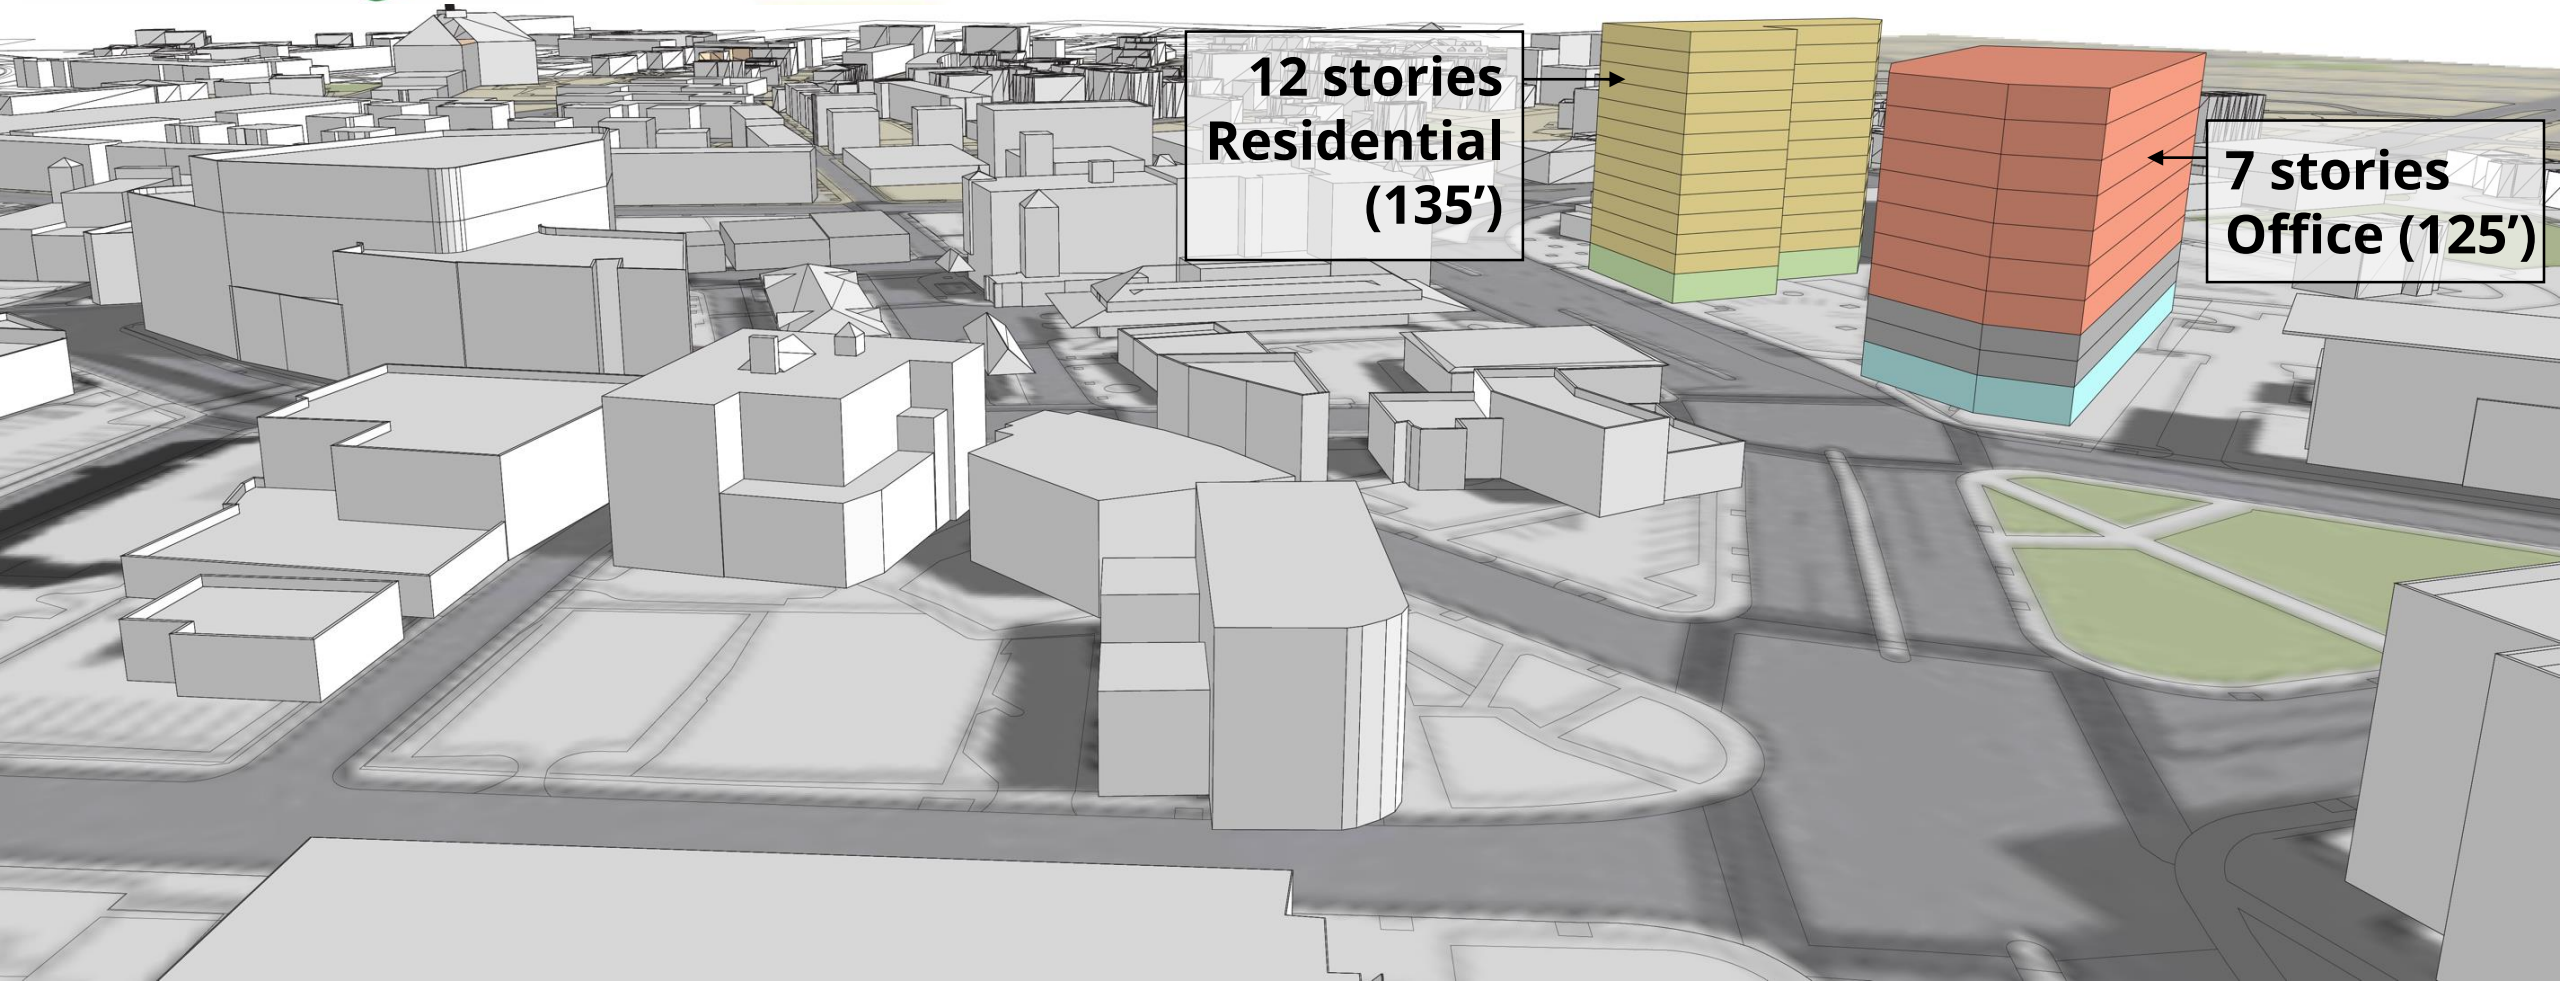 12 stories
Residential
(135’)
7 stories
Office (125’)